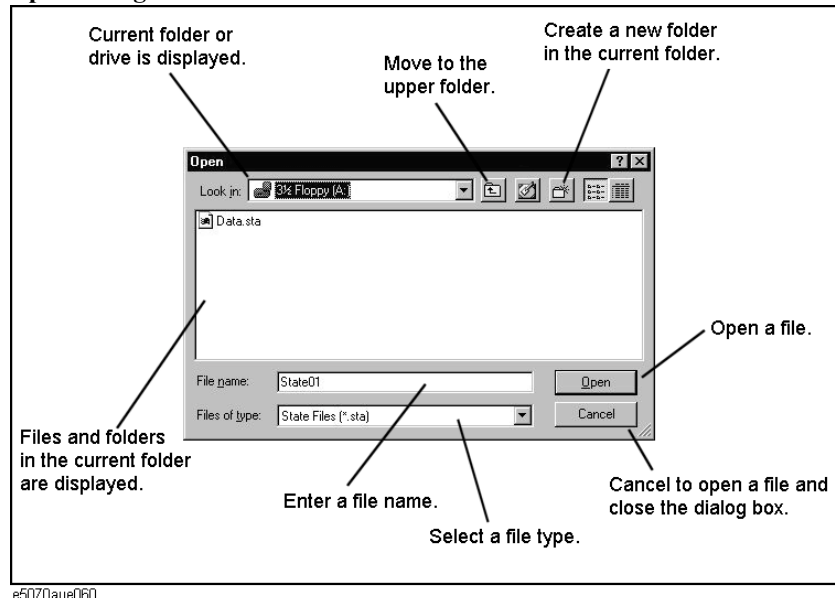 Current folder or
drive is displayed.
Create a new folder
in the current folder.
Move to the
upper folder.
Open
Look in: 3½ Floppy (A:)
Data.sta
Open a file.
File name: State01 Open
Files of type: State Files (*.sta) Cancel
Files and folders
in the current folder
are displayed.
Enter a file name.
Cancel to open a file and
close the dialog box.
Select a file type.
e5070aue060